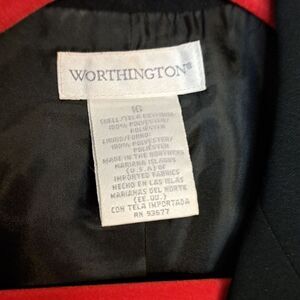 WORTHINGTON®
16
SHELL/TELA EXTERIOR
100% POLYESTER/
POLIESTER
LINING/FORRO:
100% POLYESTER/
POLIESTER
MADE IN THE NORTHERN
MARIANA ISLANDS
(U.S.A.) OF
IMPORTED FABRICS
HECHO EN LAS ISLAS
MARIANAS DEL NORTE
(EE.UU.)
CON TELA IMPORTADA
RN 93677